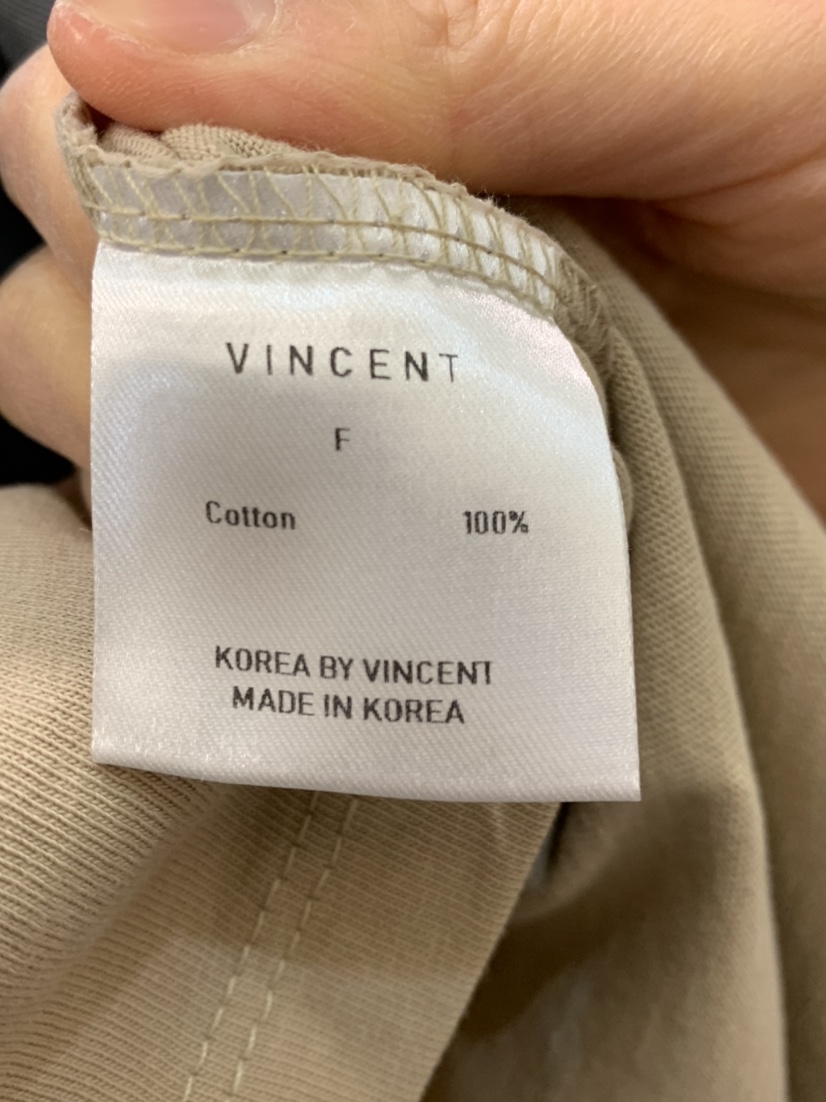 VINCENT
F
Cotton 100%
KOREA BY VINCENT
MADE IN KOREA